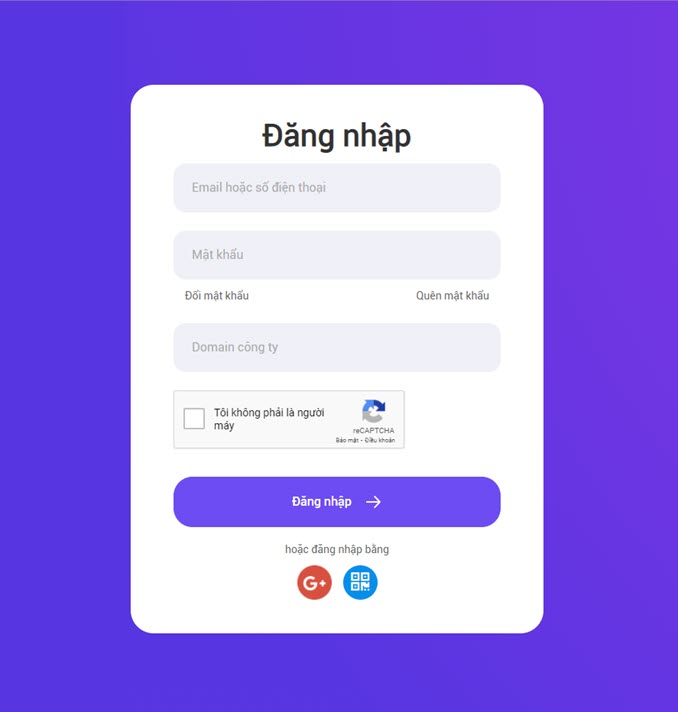 Đăng nhập
Email hoặc số điện thoại
Mật khẩu
Đổi mật khẩu Quên mật khẩu
Domain công ty
Tôi không phải là người
máy
reCAPTCHA
Bảo mật - Điều khoản
Đăng nhập
hoặc đăng nhập bằng
G+